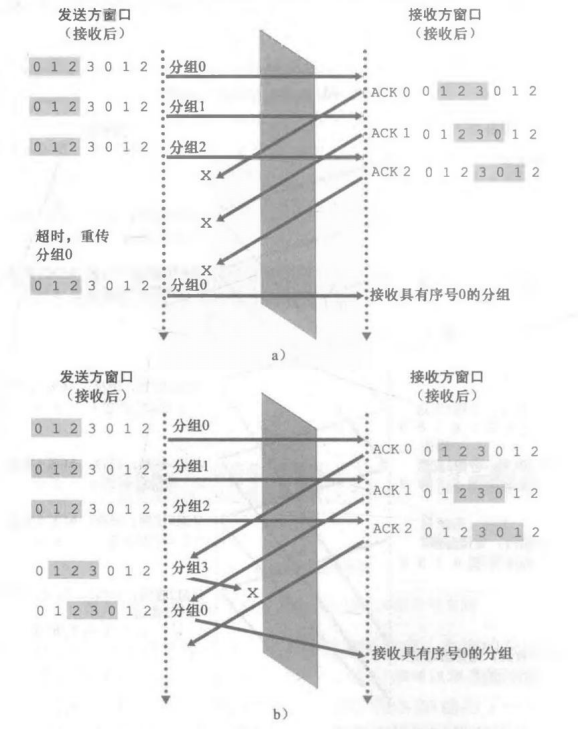 发送方窗口
（接收后）
接收方窗口
（接收后）
0 1 2 3 0 1 2
分组0
ACK 0 0 1 2 3 0 1 2
0 1 2 3 0 1 2
分组1
ACK 1 0 1 2 3 0 1 2
0 1 2 3 0 1 2
分组2
ACK 2 0 1 2 3 0 1 2
X
X
X
超时，重传
分组0
0 1 2 3 0 1 2
分组0
接收具有序号0的分组
a）
发送方窗口
（接收后）
接收方窗口
（接收后）
0 1 2 3 0 1 2
分组0
ACK 0 0 1 2 3 0 1 2
0 1 2 3 0 1 2
分组1
ACK 1 0 1 2 3 0 1 2
0 1 2 3 0 1 2
分组2
ACK 2 0 1 2 3 0 1 2
0 1 2 3 0 1 2
分组3
X
0 1 2 3 0 1 2
分组0
接收具有序号0的分组
b）